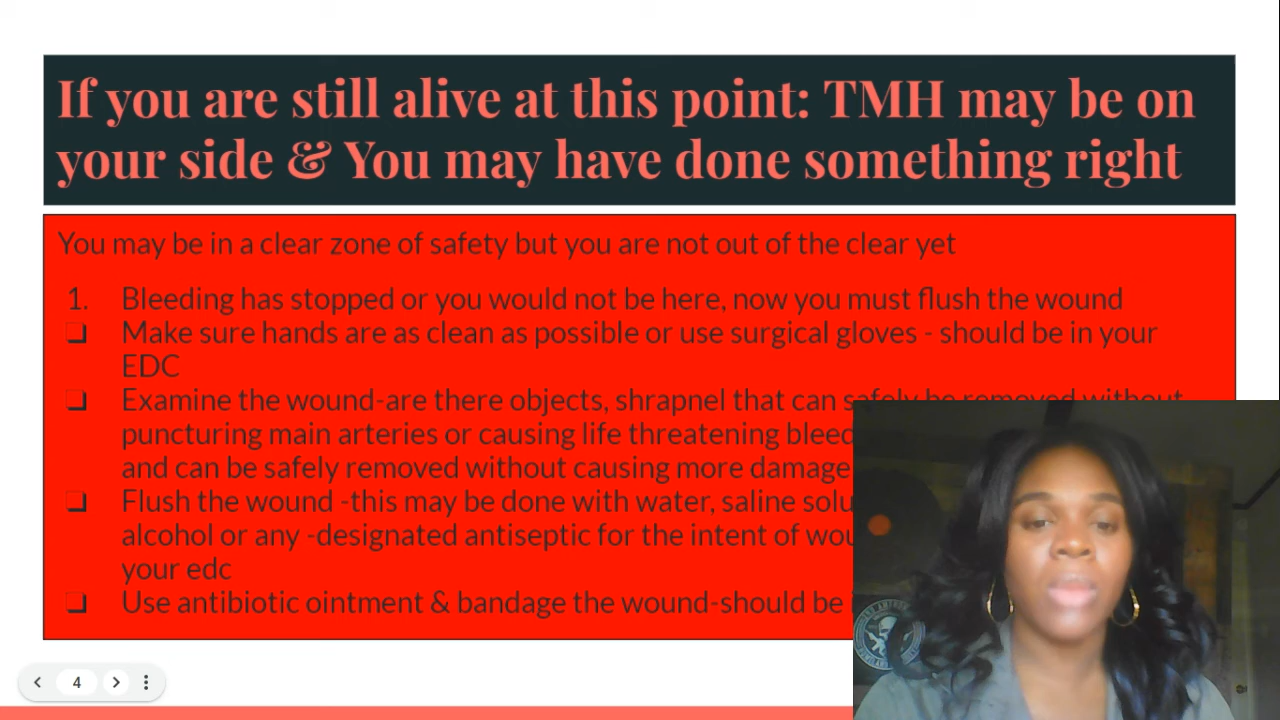 If you are still alive at this point: TMH may be on
your side & You may have done something right
You may be in a clear zone of safety but you are not out of the clear yet
1. Bleeding has stopped or you would not be here, now you must flush the wound
❏ Make sure hands are as clean as possible or use surgical gloves - should be in your
EDC
❏ Examine the wound-are there objects, shrapnel that can safely be removed without
puncturing main arteries or causing life threatening
and can be safely removed without causing more damage
❏ Flush the wound -this may be done with water, saline
alcohol or any -designated antiseptic for the intent of
your edc
❏ Use antibiotic ointment & bandage the wound-should be
4